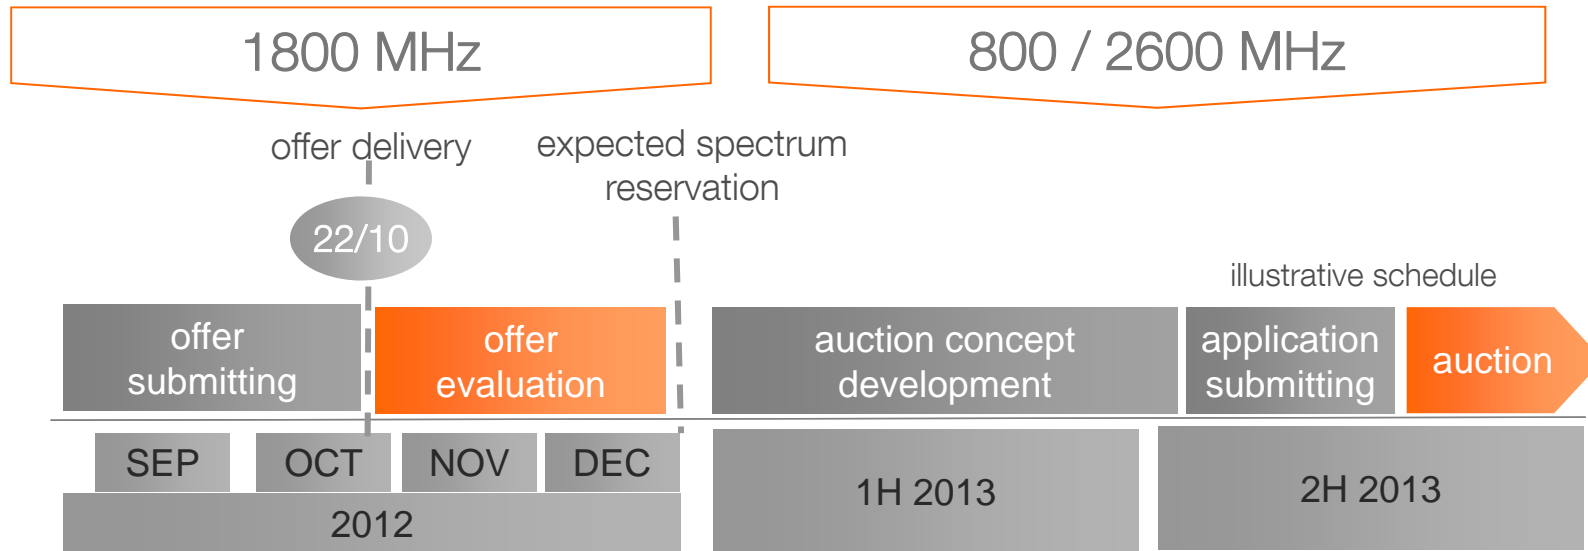 1800 MHz
800 / 2600 MHz
offer delivery
expected spectrum
reservation
22/10
illustrative schedule
offer
submitting
offer
evaluation
auction concept
development
application
submitting
auction
SEP
OCT
NOV
DEC
2012
1H 2013
2H 2013